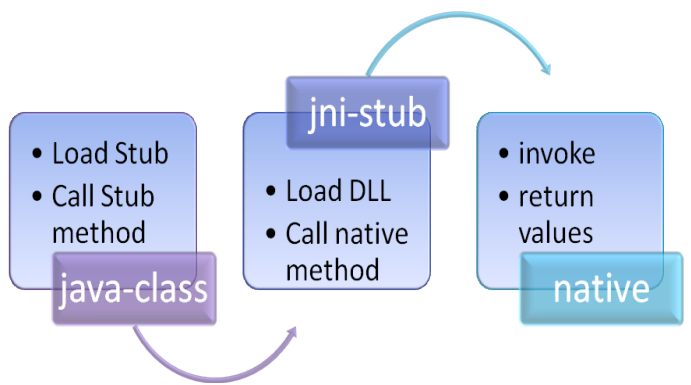 • Load Stub
• Call Stub
method
java-class
jni-stub
• Load DLL
• Call native
method
• invoke
• return
values
native